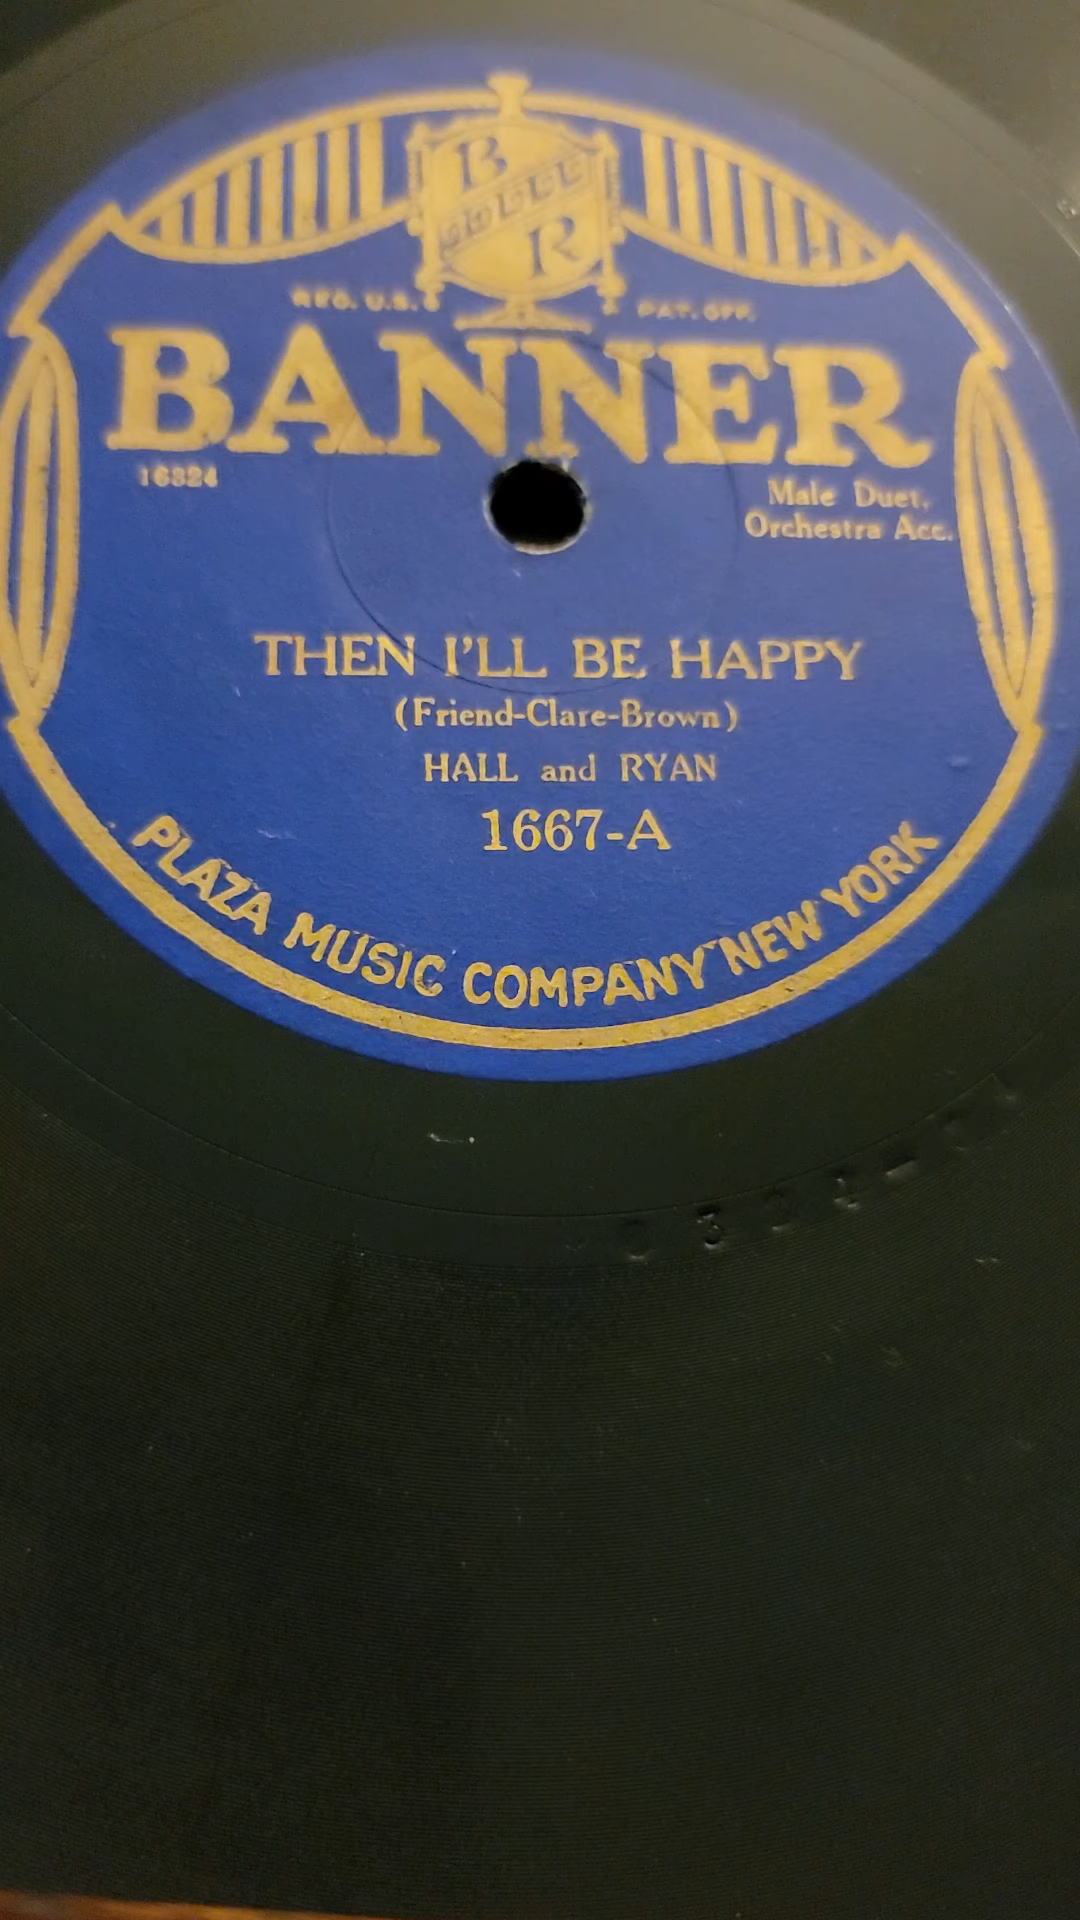 B
R
REG. U.S. PAT. OFF.
BANNER
16324
Male Duet.
Orchestra Acc.
THEN I'LL BE HAPPY
(Friend-Clare-Brown)
HALL and RYAN
1667-A
PLAZA MUSIC COMPANY NEW YORK